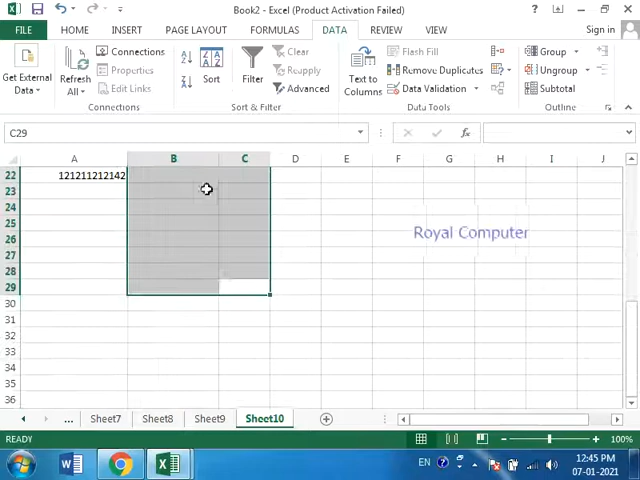 Book2 - Excel (Product Activation Failed)
FILE HOME INSERT PAGE LAYOUT FORMULAS DATA REVIEW VIEW Sign in
Get External Data
Refresh All
Connections
Properties
Edit Links
Connections
Sort
Filter
Clear
Reapply
Advanced
Sort & Filter
Text to Columns
Flash Fill
Remove Duplicates
Data Validation
Data Tools
Group
Ungroup
Subtotal
Outline
C29
A B C D E F G H I J
22 121211212142
23
24
25
Royal Computer
26
27
28
29
30
31
32
33
34
35
36
... Sheet7 Sheet8 Sheet9 Sheet10
READY 100%
EN 12:45 PM
07-01-2021